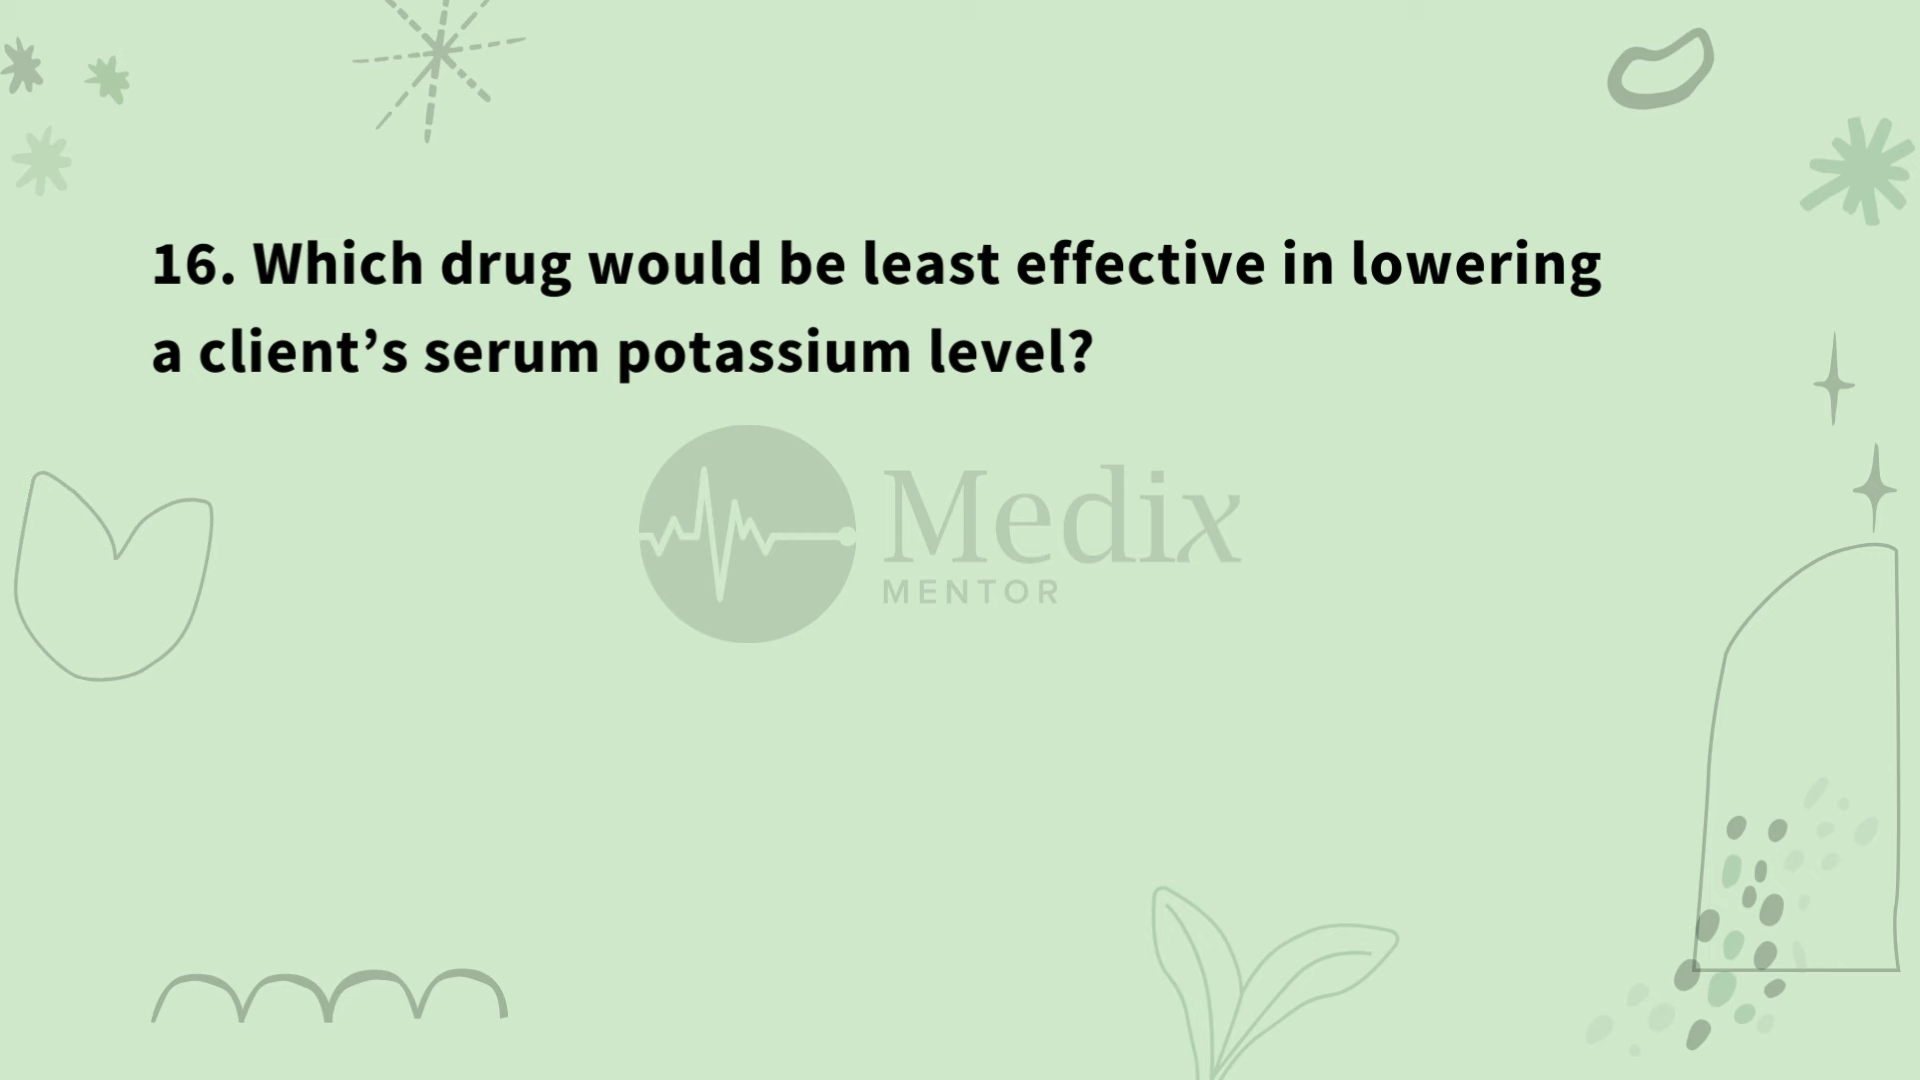 16. Which drug would be least effective in lowering
a client’s serum potassium level?
Medix
MENTOR